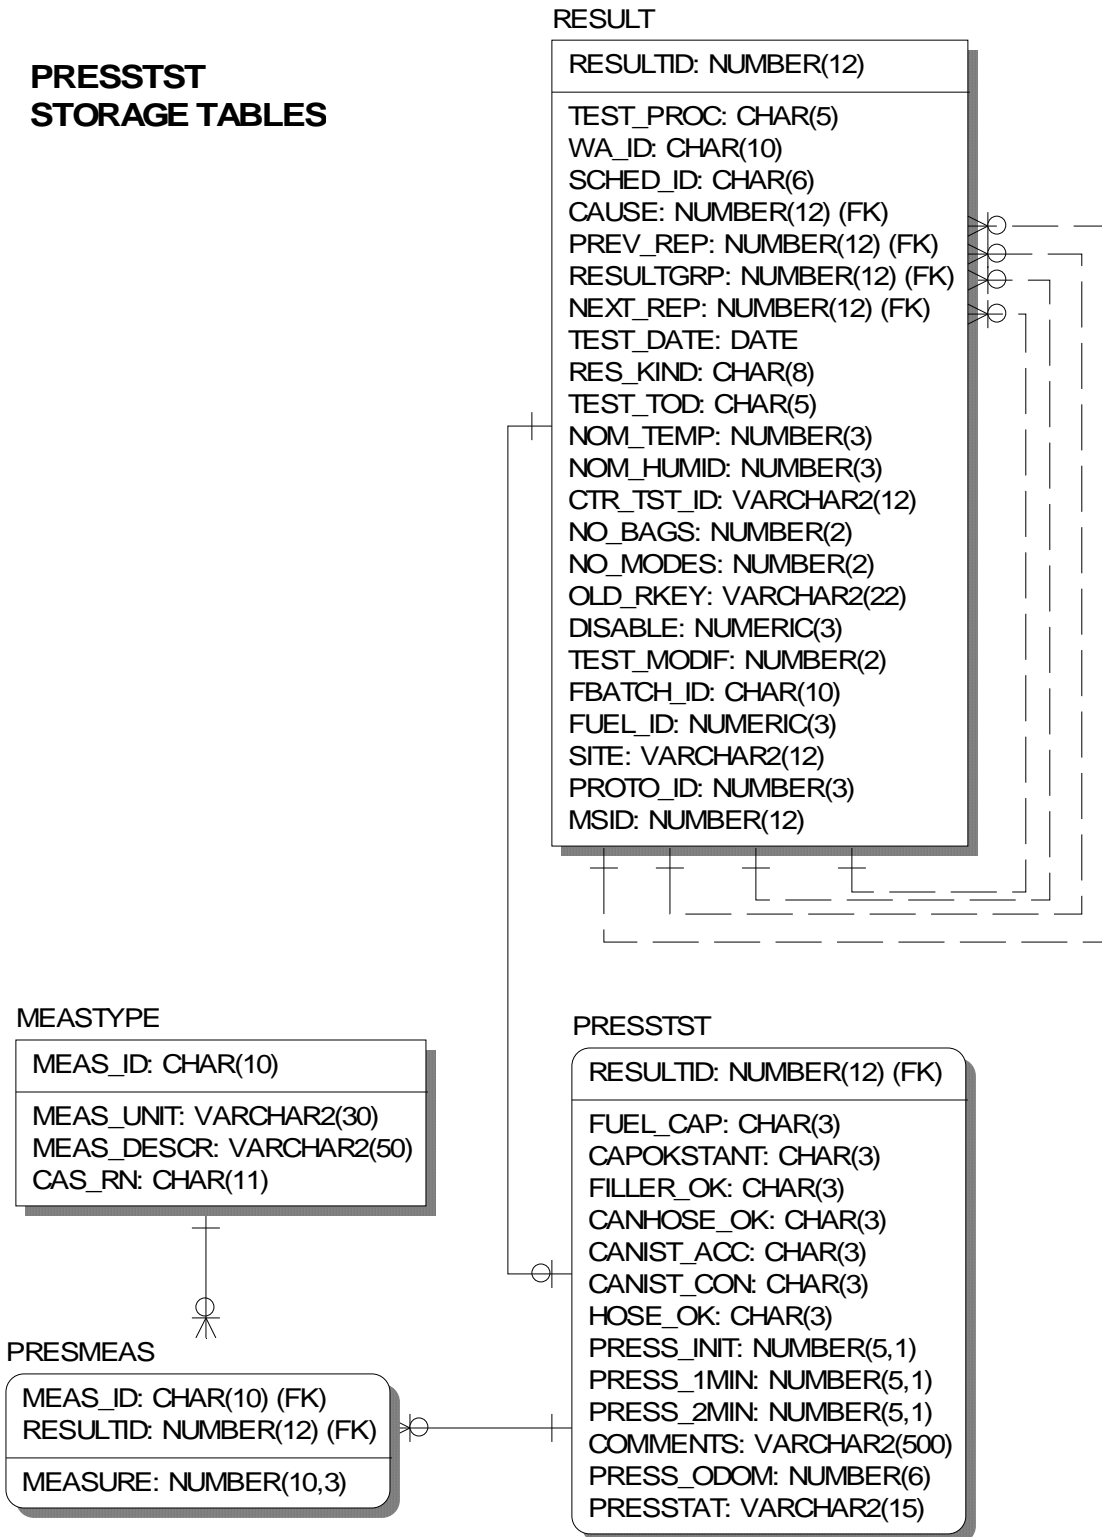 PRESSTST
STORAGE TABLES
RESULT
RESULTID: NUMBER(12)
TEST_PROC: CHAR(5)
WA_ID: CHAR(10)
SCHED_ID: CHAR(6)
CAUSE: NUMBER(12) (FK)
PREV_REP: NUMBER(12) (FK)
RESULTGRP: NUMBER(12) (FK)
NEXT_REP: NUMBER(12) (FK)
TEST_DATE: DATE
RES_KIND: CHAR(8)
TEST_TOD: CHAR(5)
NOM_TEMP: NUMBER(3)
NOM_HUMID: NUMBER(3)
CTR_TST_ID: VARCHAR2(12)
NO_BAGS: NUMBER(2)
NO_MODES: NUMBER(2)
OLD_RKEY: VARCHAR2(22)
DISABLE: NUMERIC(3)
TEST_MODIF: NUMBER(2)
FBATCH_ID: CHAR(10)
FUEL_ID: NUMERIC(3)
SITE: VARCHAR2(12)
PROTO_ID: NUMBER(3)
MSID: NUMBER(12)
MEASTYPE
MEAS_ID: CHAR(10)
MEAS_UNIT: VARCHAR2(30)
MEAS_DESCR: VARCHAR2(50)
CAS_RN: CHAR(11)
PRESMEAS
MEAS_ID: CHAR(10) (FK)
RESULTID: NUMBER(12) (FK)
MEASURE: NUMBER(10,3)
PRESSTST
RESULTID: NUMBER(12) (FK)
FUEL_CAP: CHAR(3)
CAPOKSTANT: CHAR(3)
FILLER_OK: CHAR(3)
CANHOSE_OK: CHAR(3)
CANIST_ACC: CHAR(3)
CANIST_CON: CHAR(3)
HOSE_OK: CHAR(3)
PRESS_INIT: NUMBER(5,1)
PRESS_1MIN: NUMBER(5,1)
PRESS_2MIN: NUMBER(5,1)
COMMENTS: VARCHAR2(500)
PRESS_ODOM: NUMBER(6)
PRESSTAT: VARCHAR2(15)